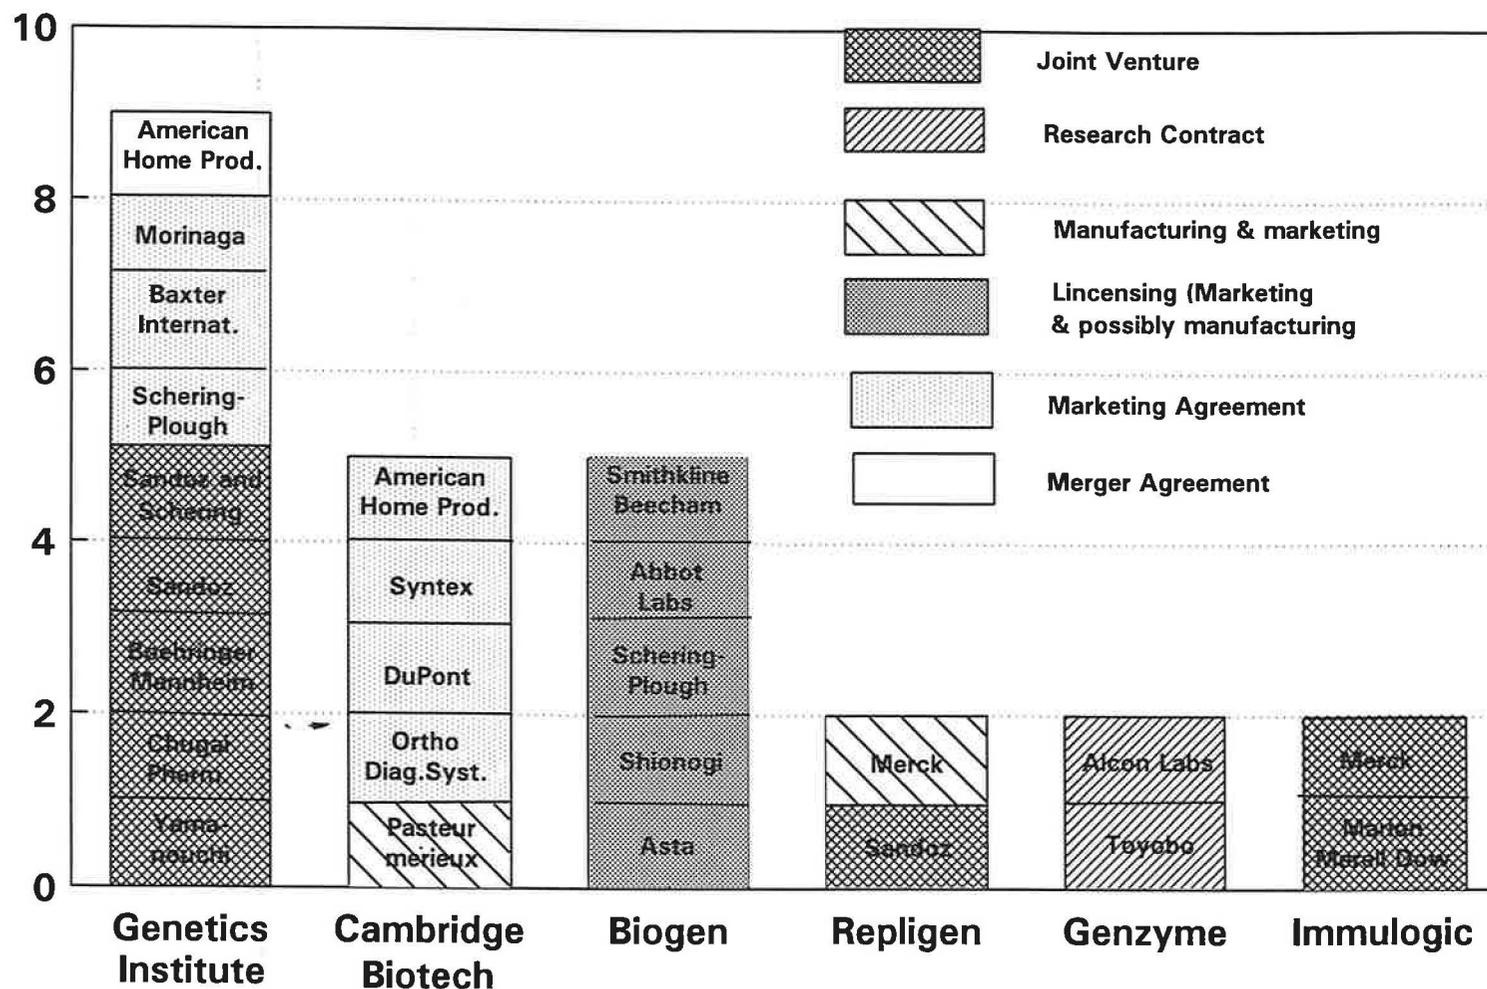 10
8
6
4
2
0
American
Home Prod.
Morinaga
Baxter
Internat.
Schering-
Plough
Sandoz and
Schering
Sandoz
Boehringer
Mannheim
Chugai
Pharm.
Yama-
nouchi
Genetics
Institute
American
Home Prod.
Syntex
DuPont
Ortho
Diag.Syst.
Pasteur
merieux
Cambridge
Biotech
Smithkline
Beecham
Abbot
Labs
Schering-
Plough
Shionogi
Asta
Biogen
Merck
Sandoz
Repligen
Alcon Labs
Toyobo
Genzyme
Merck
Marion
Merall Dow
Immulogic
Joint Venture
Research Contract
Manufacturing & marketing
Lincensing (Marketing
& possibly manufacturing
Marketing Agreement
Merger Agreement